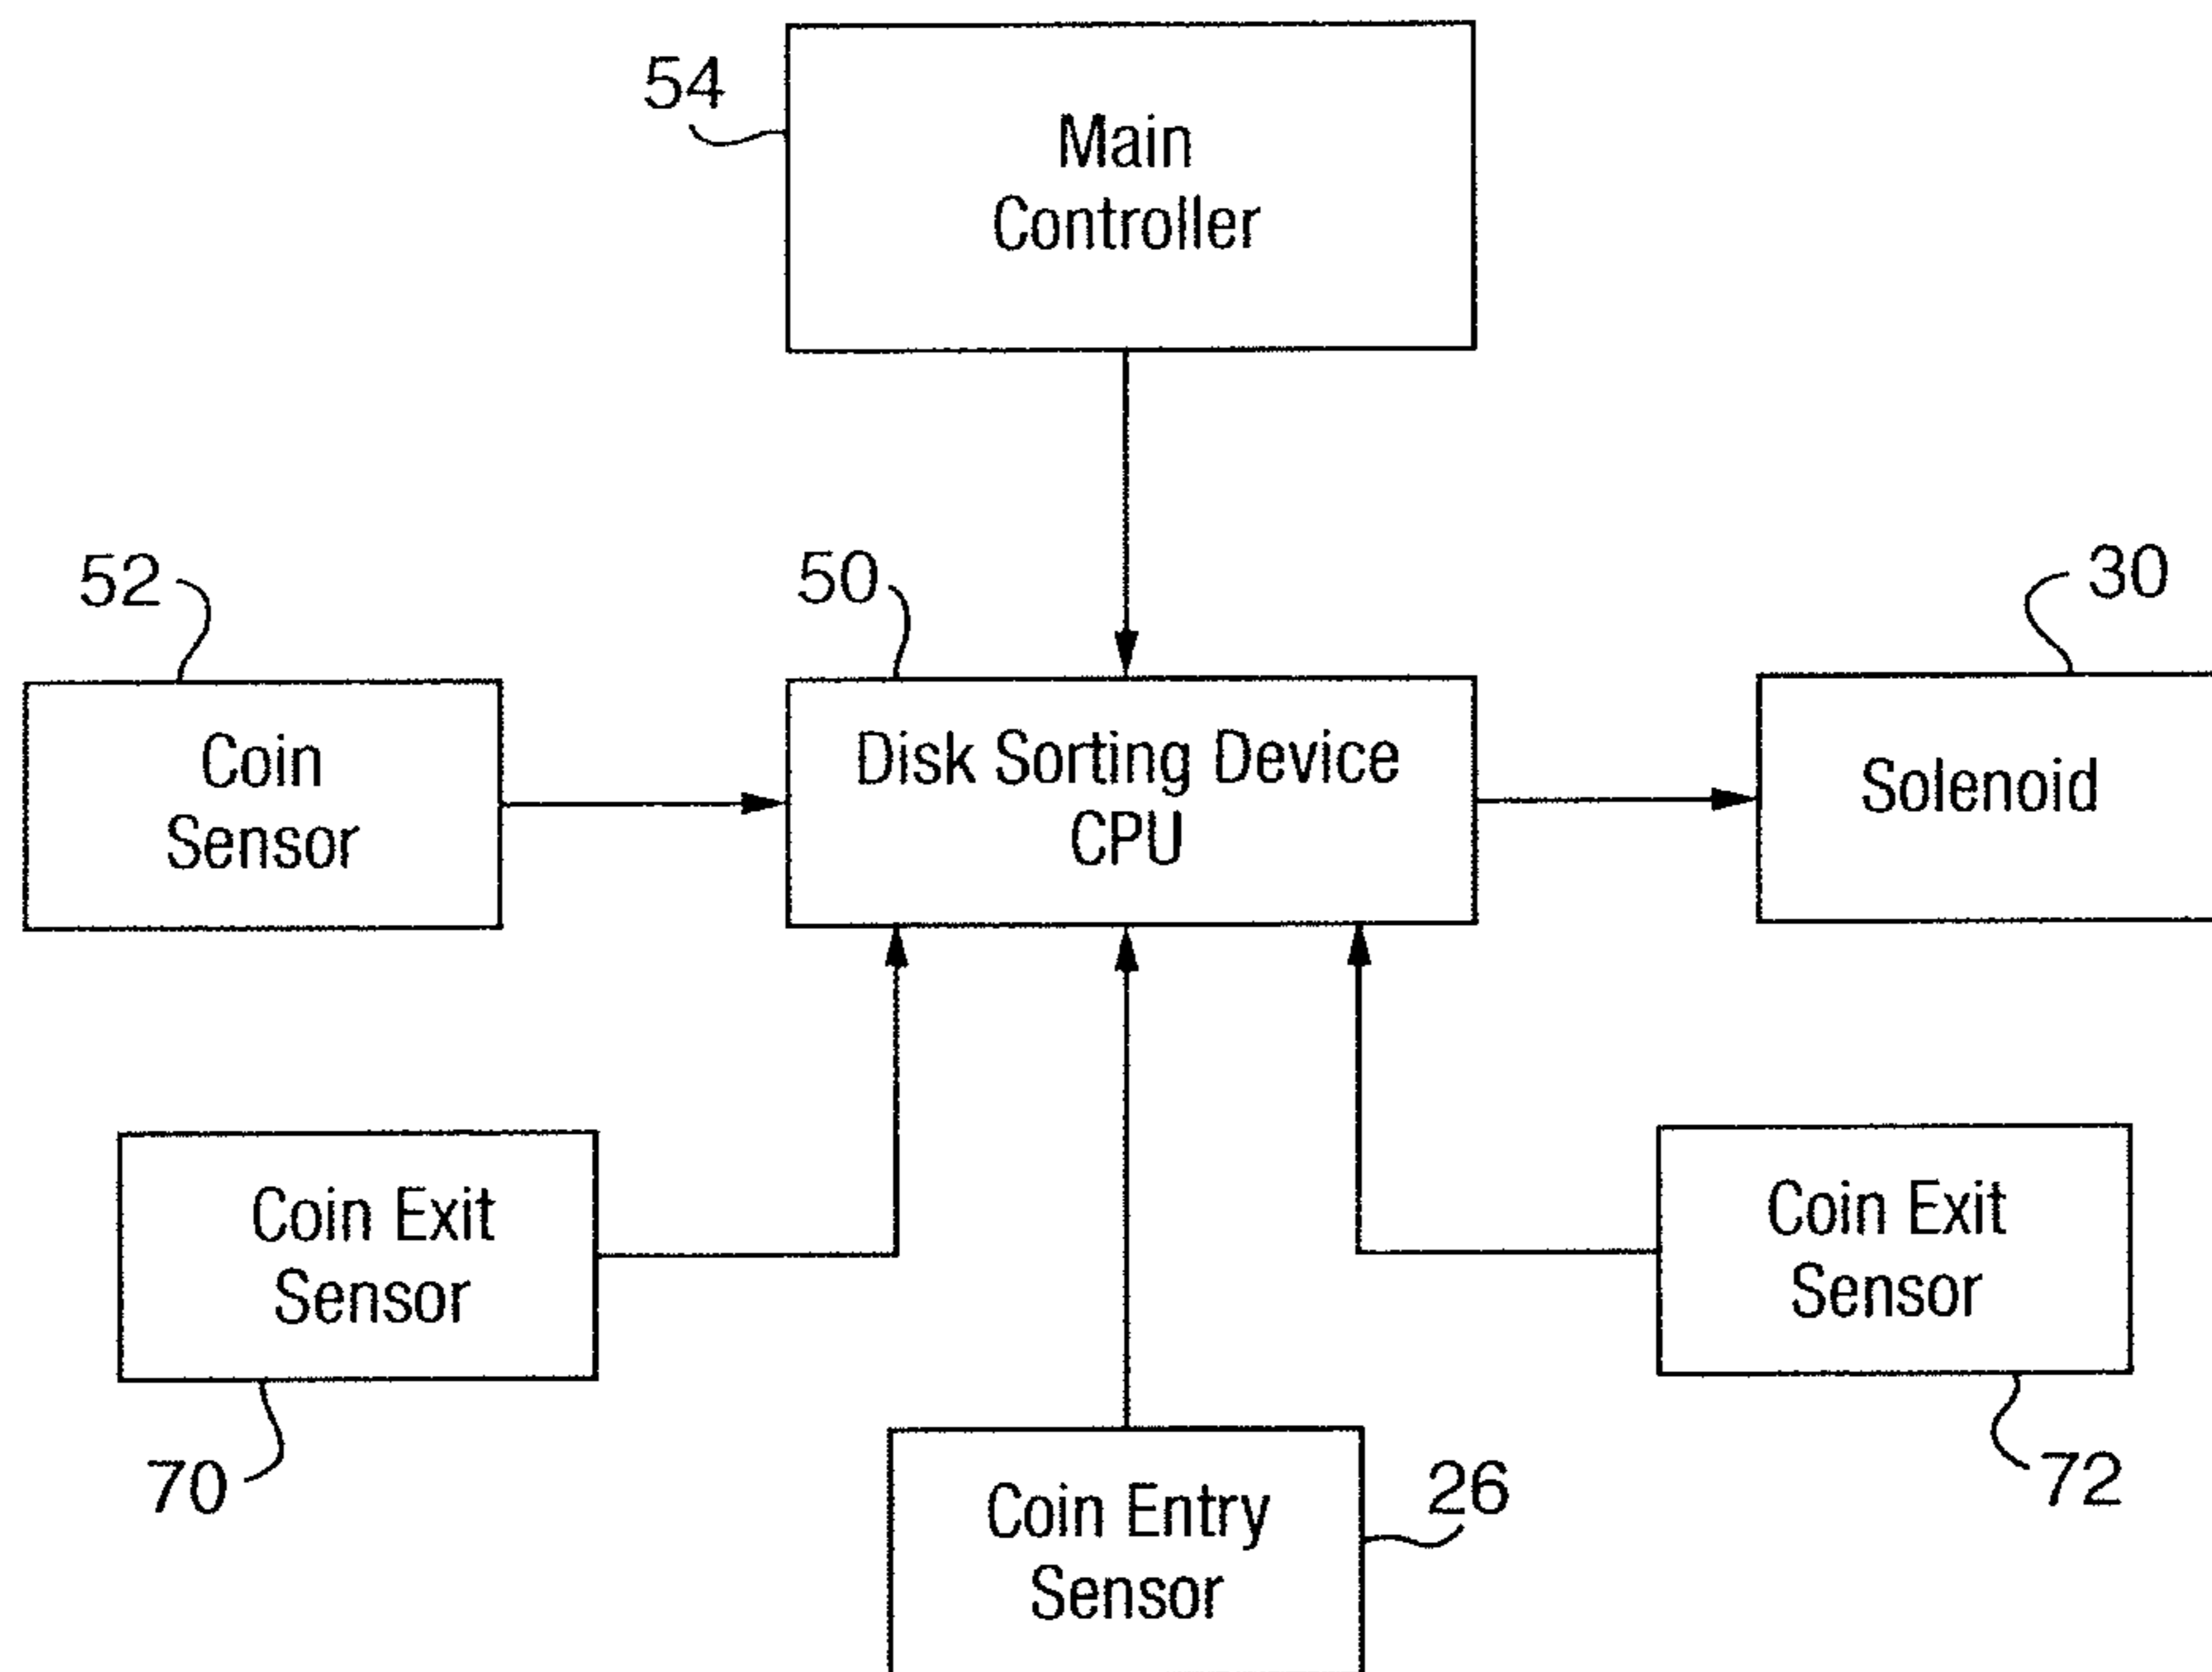 54
Main
Controller
52
50
30
Coin
Sensor
Disk Sorting Device
CPU
Solenoid
Coin Exit
Sensor
Coin Exit
Sensor
70
72
Coin Entry
Sensor
26